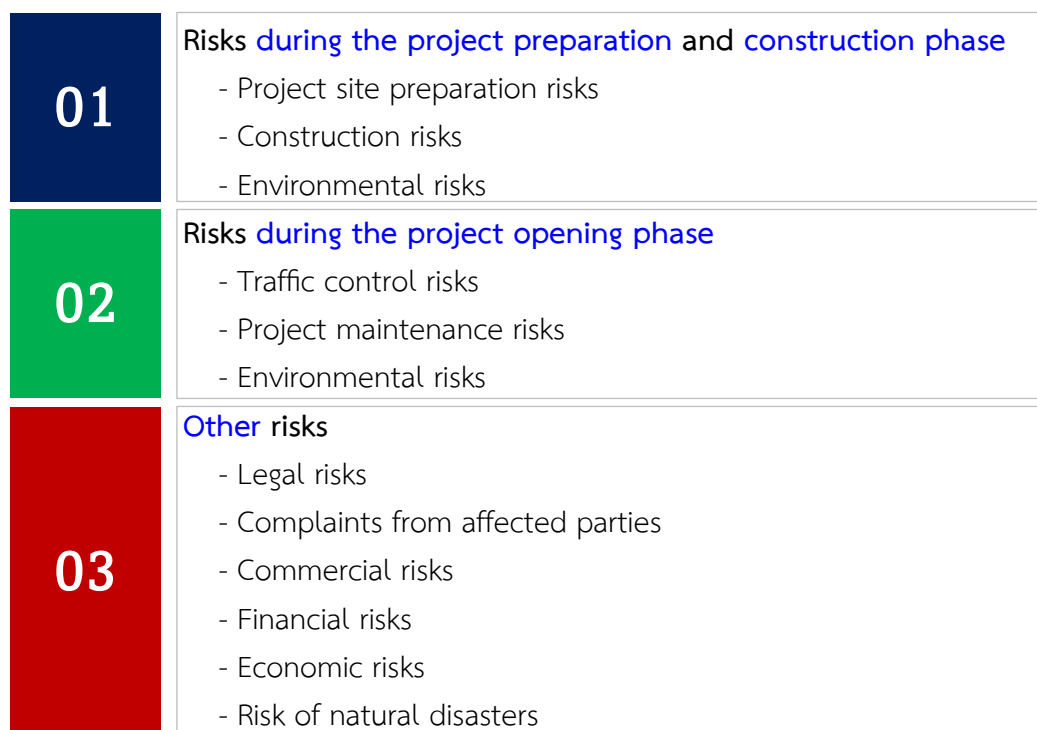 01
Risks during the project preparation and construction phase
- Project site preparation risks
- Construction risks
- Environmental risks
02
Risks during the project opening phase
- Traffic control risks
- Project maintenance risks
- Environmental risks
03
Other risks
- Legal risks
- Complaints from affected parties
- Commercial risks
- Financial risks
- Economic risks
- Risk of natural disasters